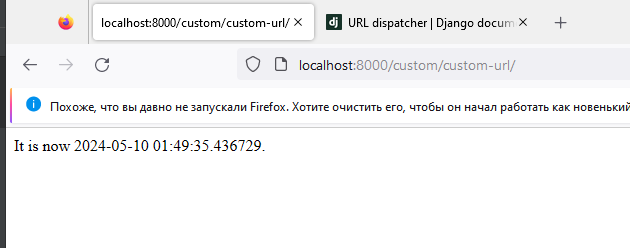 localhost:8000/custom/custom-url/
URL dispatcher | Django docum
localhost:8000/custom/custom-url/
Похоже, что вы давно не запускали Firefox. Хотите очистить его, чтобы он начал работать как новенький
It is now 2024-05-10 01:49:35.436729.